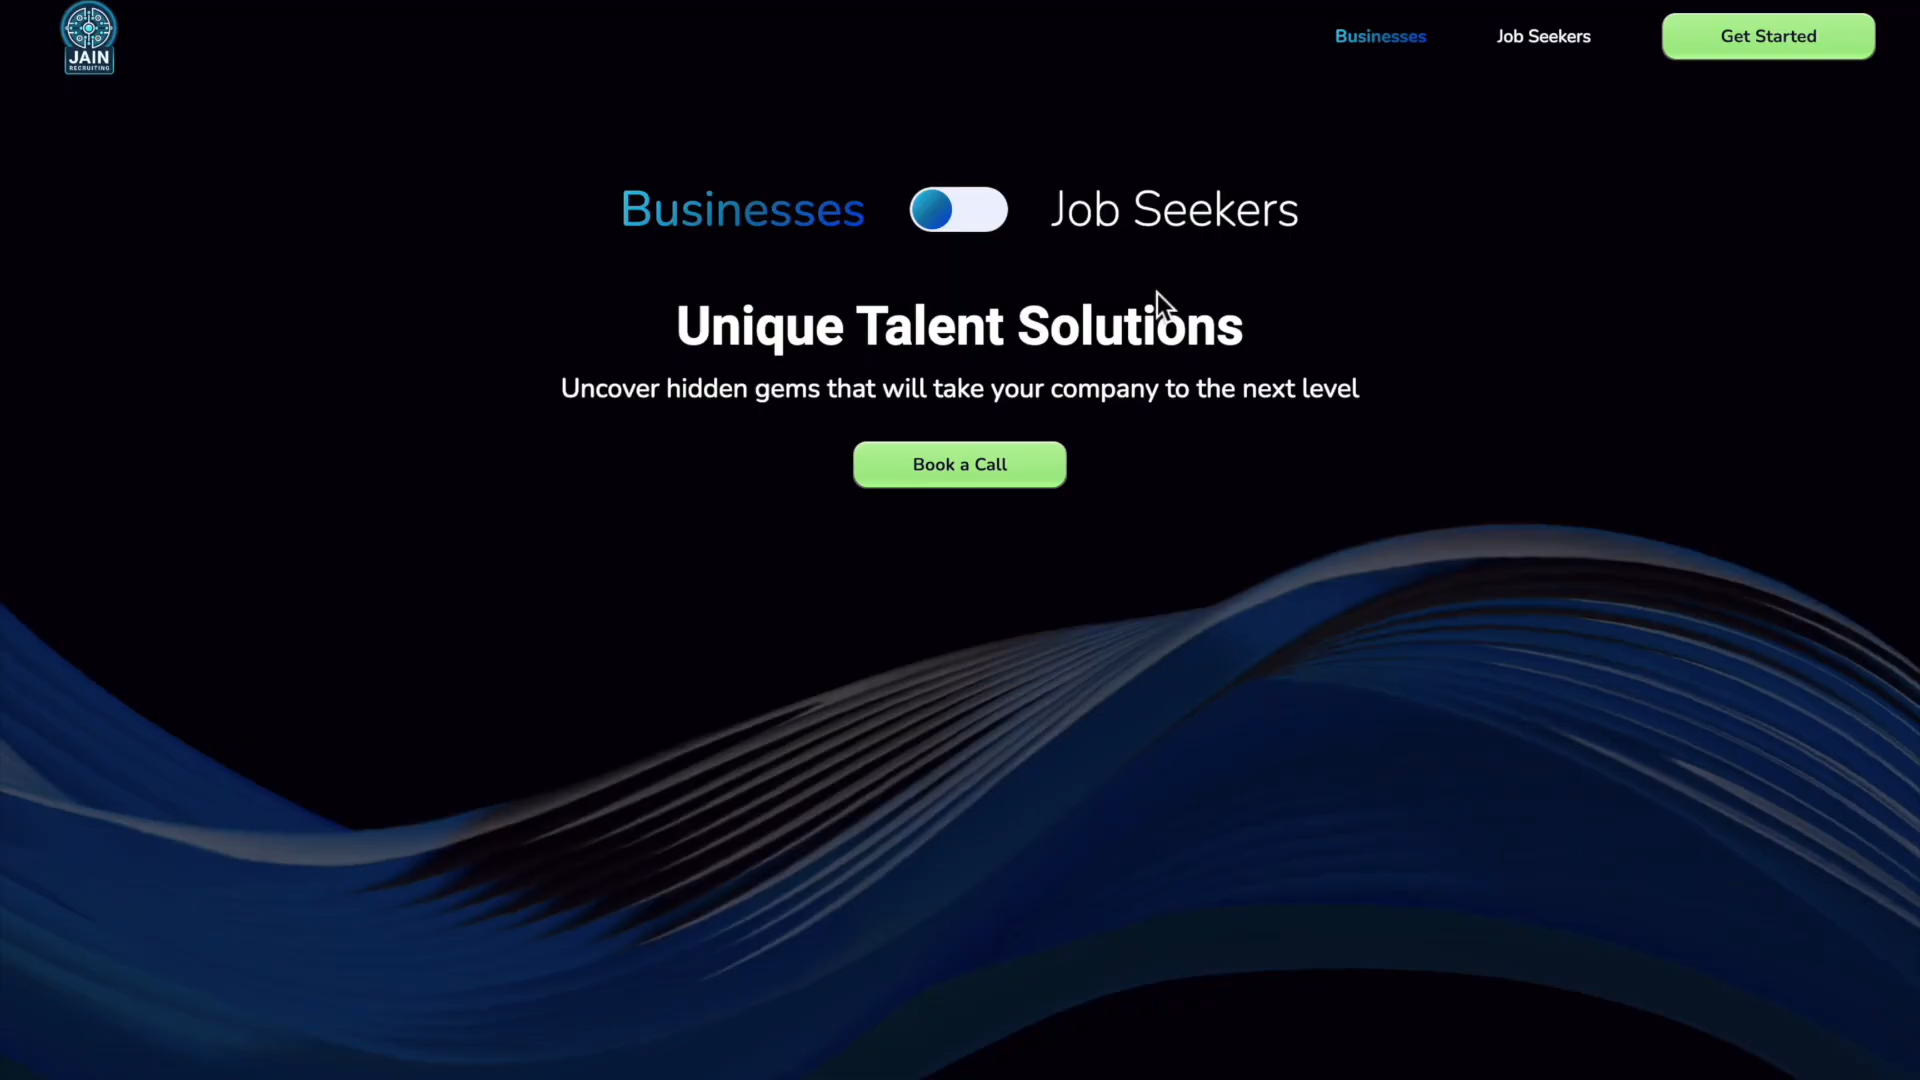 JAIN
RECRUITING
Businesses
Job Seekers
Get Started
Businesses
Job Seekers
Unique Talent Solutions
Uncover hidden gems that will take your company to the next level
Book a Call